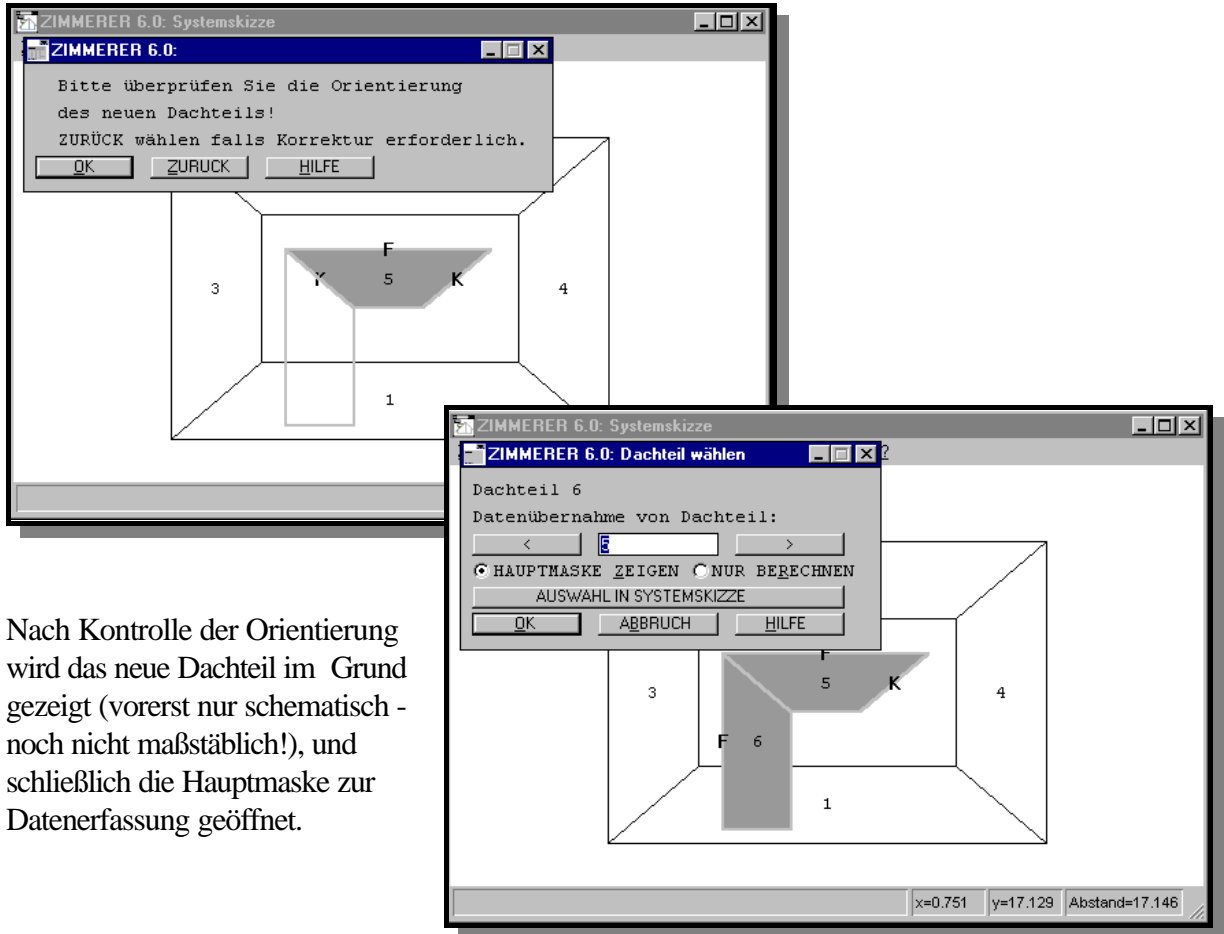 ZIMMERER 6.0: Systemskizze
ZIMMERER 6.0:
Bitte überprüfen Sie die Orientierung
des neuen Dachteils!
ZURÜCK wählen falls Korrektur erforderlich.
OK ZURUCK HILFE
F
Y 5 K
3 4
1
ZIMMERER 6.0: Systemskizze
ZIMMERER 6.0: Dachteil wählen ?
Dachteil 6
Datenübernahme von Dachteil:
< 5 >
HAUPTMASKE ZEIGEN NUR BERECHNEN
AUSWAHL IN SYSTEMSKIZZE
OK ABBRUCH HILFE
F
3 5 K 4
F 6
1
x=0.751 y=17.129 Abstand=17.146
Nach Kontrolle der Orientierung
wird das neue Dachteil im Grund
gezeigt (vorerst nur schematisch -
noch nicht maßstäblich!), und
schließlich die Hauptmaske zur
Datenerfassung geöffnet.